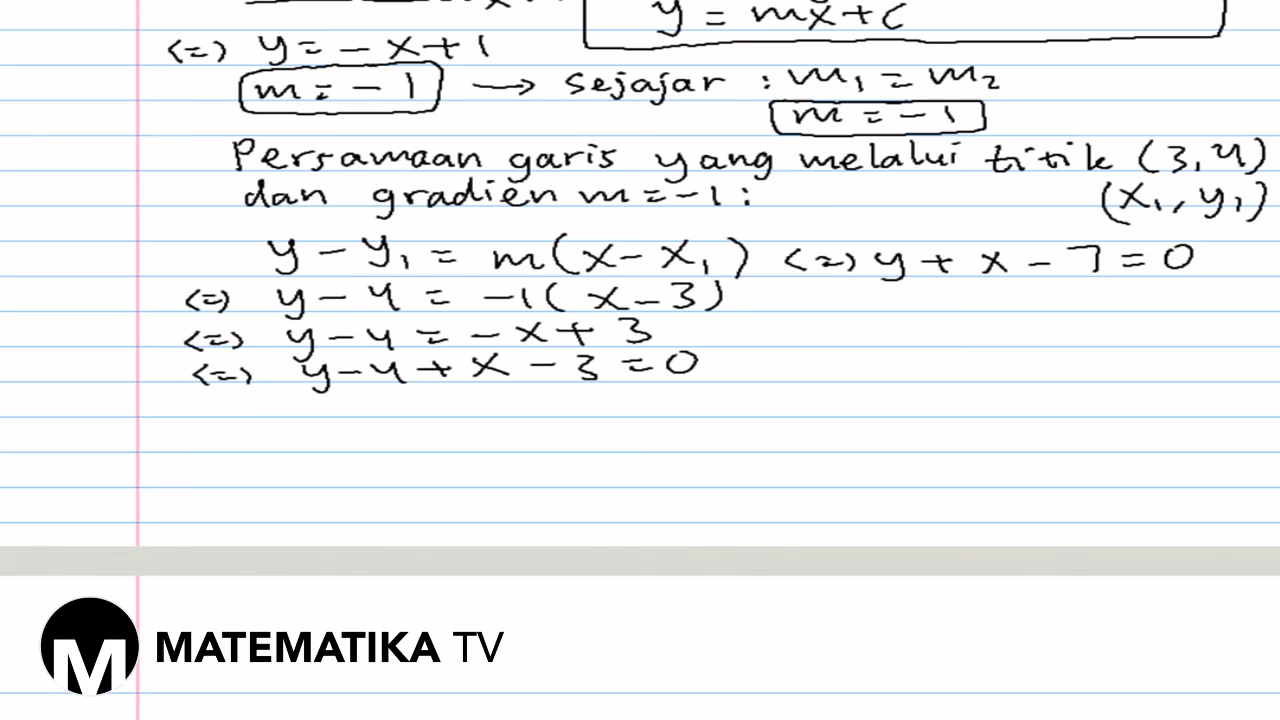 y = mx + c
(=) y = - x + 1
m = - 1 → sejajar : m₁ = m₂
m = - 1
Persamaan garis yang melalui titik (3,4)
dan gradien m = -1 :
(x₁, y₁)
y - y₁ = m(x - x₁) (=) y + x - 7 = 0
(=) y - 4 = -1(x - 3)
(=) y - 4 = - x + 3
(=) y - 4 + x - 3 = 0
M MATEMATIKA TV